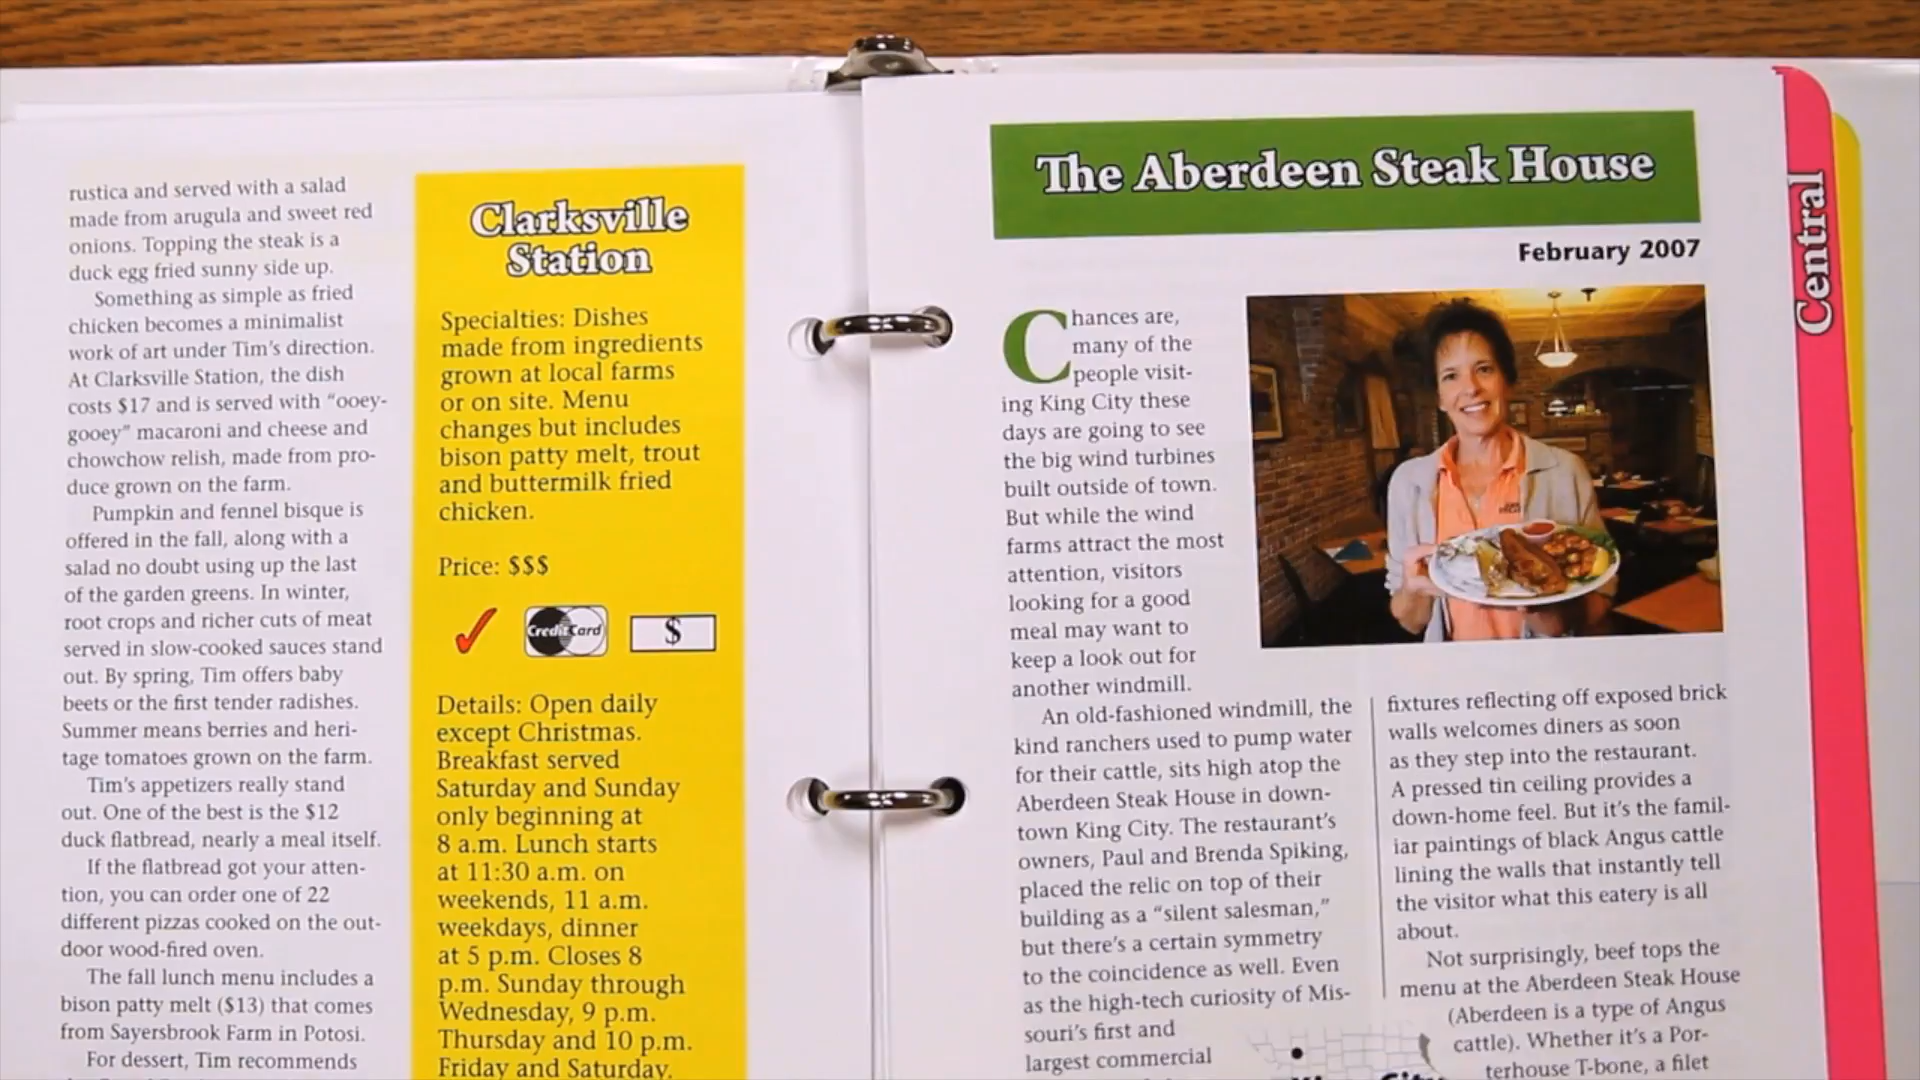 rustica and served with a salad
made from arugula and sweet red
onions. Topping the steak is a
duck egg fried sunny side up.
Something as simple as fried
chicken becomes a minimalist
work of art under Tim's direction.
At Clarksville Station, the dish
costs $17 and is served with "ooey-
gooey" macaroni and cheese and
chowchow relish, made from pro-
duce grown on the farm.
Pumpkin and fennel bisque is
offered in the fall, along with a
salad no doubt using up the last
of the garden greens. In winter,
root crops and richer cuts of meat
served in slow-cooked sauces stand
out. By spring, Tim offers baby
beets or the first tender radishes.
Summer means berries and heri-
tage tomatoes grown on the farm.
Tim's appetizers really stand
out. One of the best is the $12
duck flatbread, nearly a meal itself.
If the flatbread got your atten-
tion, you can order one of 22
different pizzas cooked on the out-
door wood-fired oven.
The fall lunch menu includes a
bison patty melt ($13) that comes
from Sayersbrook Farm in Potosi.
For dessert, Tim recommends
Clarksville
Station
Specialties: Dishes
made from ingredients
grown at local farms
or on site. Menu
changes but includes
bison patty melt, trout
and buttermilk fried
chicken.
Price: $$$
CreditCard
$
Details: Open daily
except Christmas.
Breakfast served
Saturday and Sunday
only beginning at
8 a.m. Lunch starts
at 11:30 a.m. on
weekends, 11 a.m.
weekdays, dinner
at 5 p.m. Closes 8
p.m. Sunday through
Wednesday, 9 p.m.
Thursday and 10 p.m.
Friday and Saturday.
The Aberdeen Steak House
February 2007
Chances are,
many of the
people visit-
ing King City these
days are going to see
the big wind turbines
built outside of town.
But while the wind
farms attract the most
attention, visitors
looking for a good
meal may want to
keep a look out for
another windmill.
An old-fashioned windmill, the
kind ranchers used to pump water
for their cattle, sits high atop the
Aberdeen Steak House in down-
town King City. The restaurant's
owners, Paul and Brenda Spiking,
placed the relic on top of their
building as a "silent salesman,"
but there's a certain symmetry
to the coincidence as well. Even
as the high-tech curiosity of Mis-
souri's first and
largest commercial
fixtures reflecting off exposed brick
walls welcomes diners as soon
as they step into the restaurant.
A pressed tin ceiling provides a
down-home feel. But it's the famil-
iar paintings of black Angus cattle
lining the walls that instantly tell
the visitor what this eatery is all
about.
Not surprisingly, beef tops the
menu at the Aberdeen Steak House
(Aberdeen is a type of Angus
cattle). Whether it's a Por-
terhouse T-bone, a filet
King City
Central